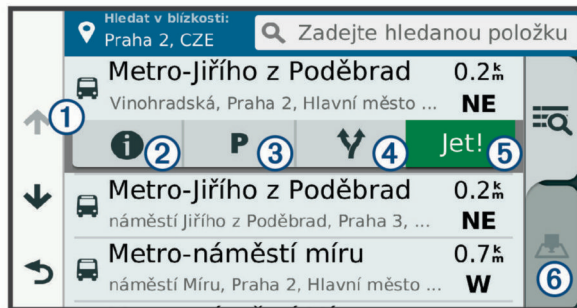 Hledat v blízkosti:
Praha 2, CZE
Zadejte hledanou položku
Metro-Jiřího z Poděbrad 0.2km
Vinohradská, Praha 2, Hlavní město ... NE
1
2 P 3 4 Jet! 5
Metro-Jiřího z Poděbrad 0.2km
náměstí Jiřího z Poděbrad, Praha 3, ... NE
Metro-náměstí míru 0.7km
náměstí Míru, Praha 2, Hlavní město ... W
6